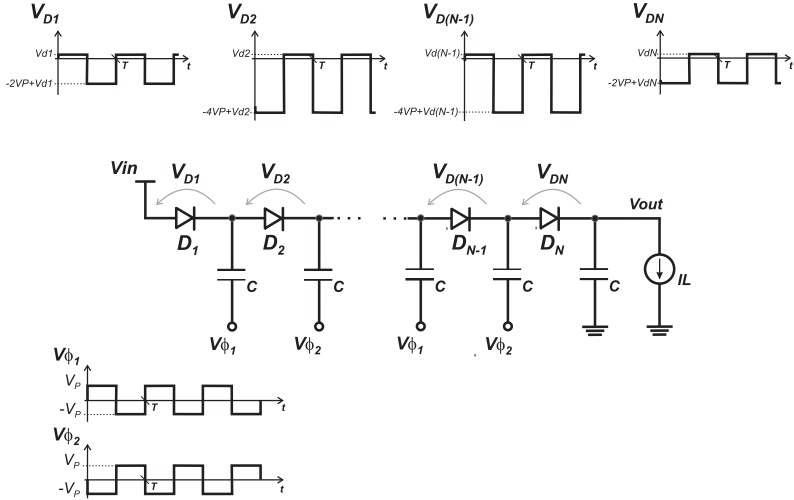 VD1 VD2 VD(N-1) VDN
Vd1 Vd2 Vd(N-1) VdN
T t T t T t T t
-2VP+Vd1 -4VP+Vd2 -4VP+Vd(N-1) -2VP+VdN
Vin VD1 VD2 VD(N-1) VDN Vout
D1 D2 DN-1 DN
C C C C C IL
Vϕ1 Vϕ2 Vϕ1 Vϕ2
Vϕ1
VP
T t
-VP
Vϕ2
VP
T t
-VP